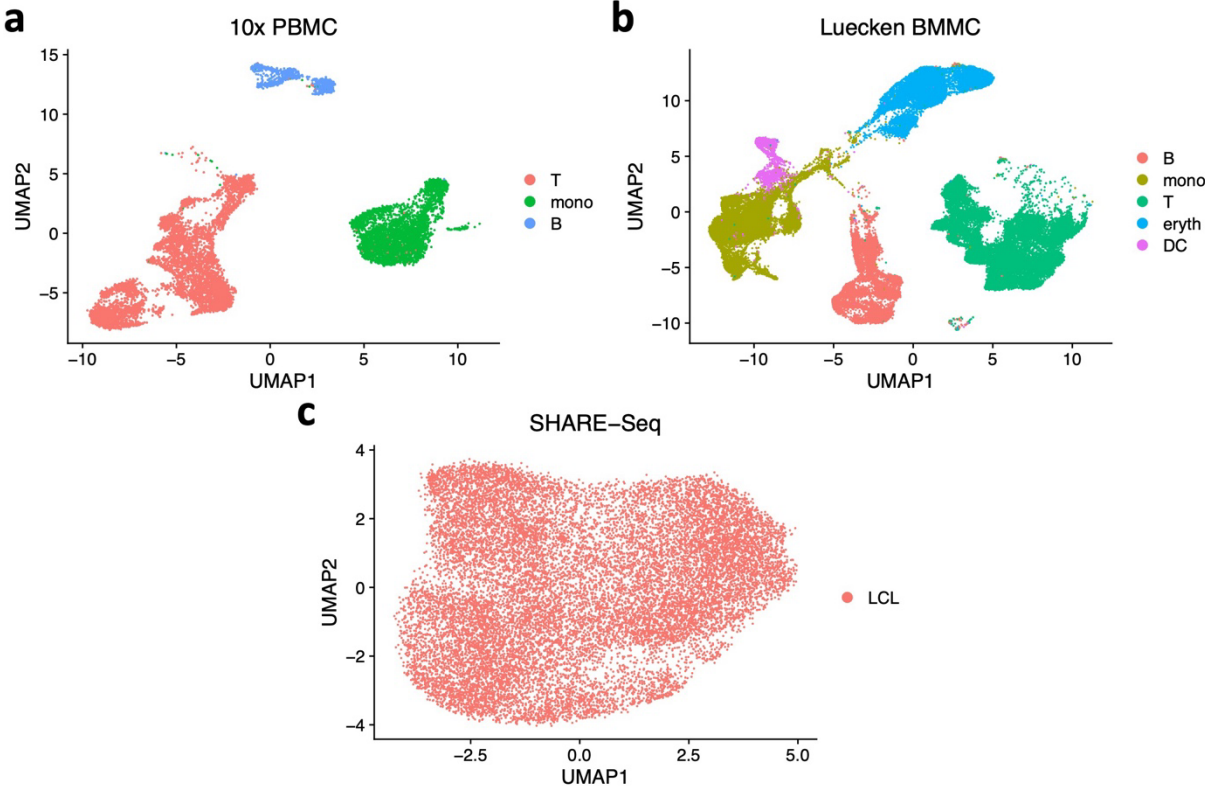 a
10x PBMC
UMAP2
15
10
5
0
−5
−10
−5
0
5
10
UMAP1
T
mono
B
b
Luecken BMMC
UMAP2
10
5
0
−5
−10
−10
−5
0
5
10
UMAP1
B
mono
T
eryth
DC
c
SHARE−Seq
UMAP2
4
2
0
−2
−4
−2.5
0.0
2.5
5.0
UMAP1
LCL